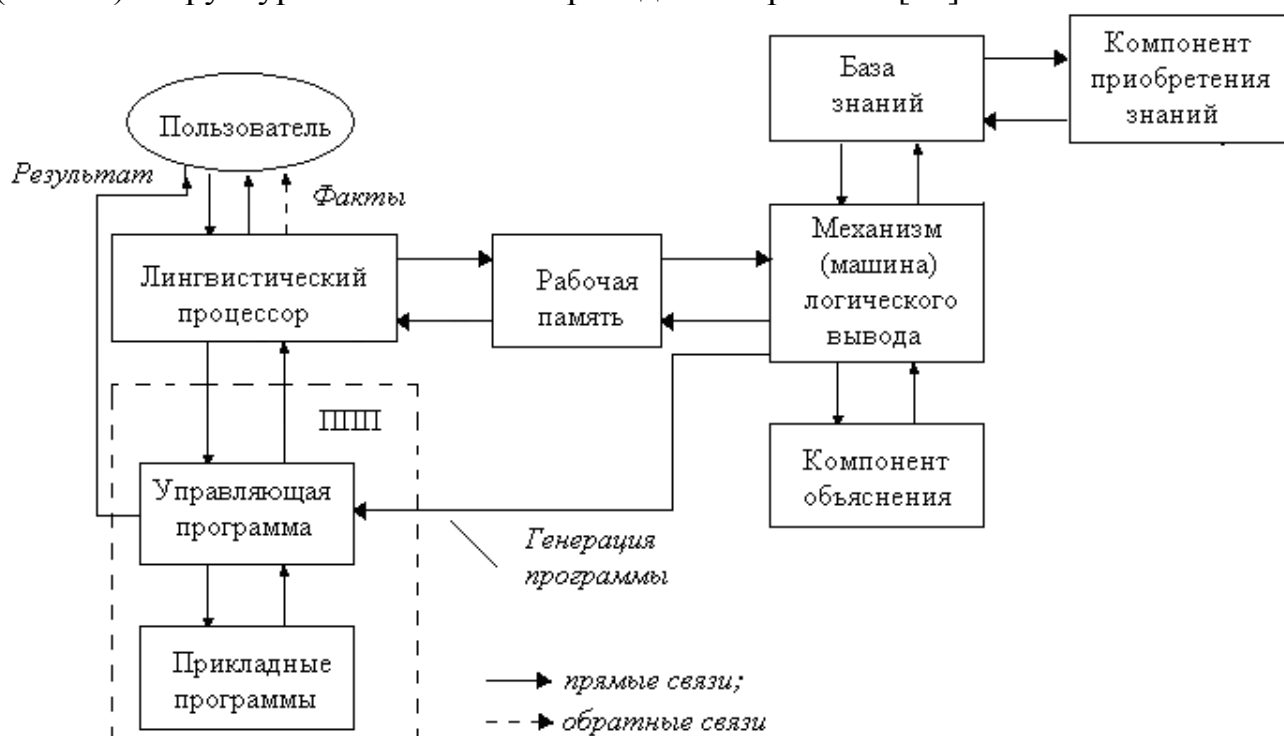 База
знаний
Компонент
приобретения
знаний
Пользователь
Результат
Факты
Лингвистический
процессор
Рабочая
память
Механизм
(машина)
логического
вывода
ППП
Управляющая
программа
Компонент
обьяснения
Генерация
программы
Прикладные
программы
прямые связи;
обратные связи